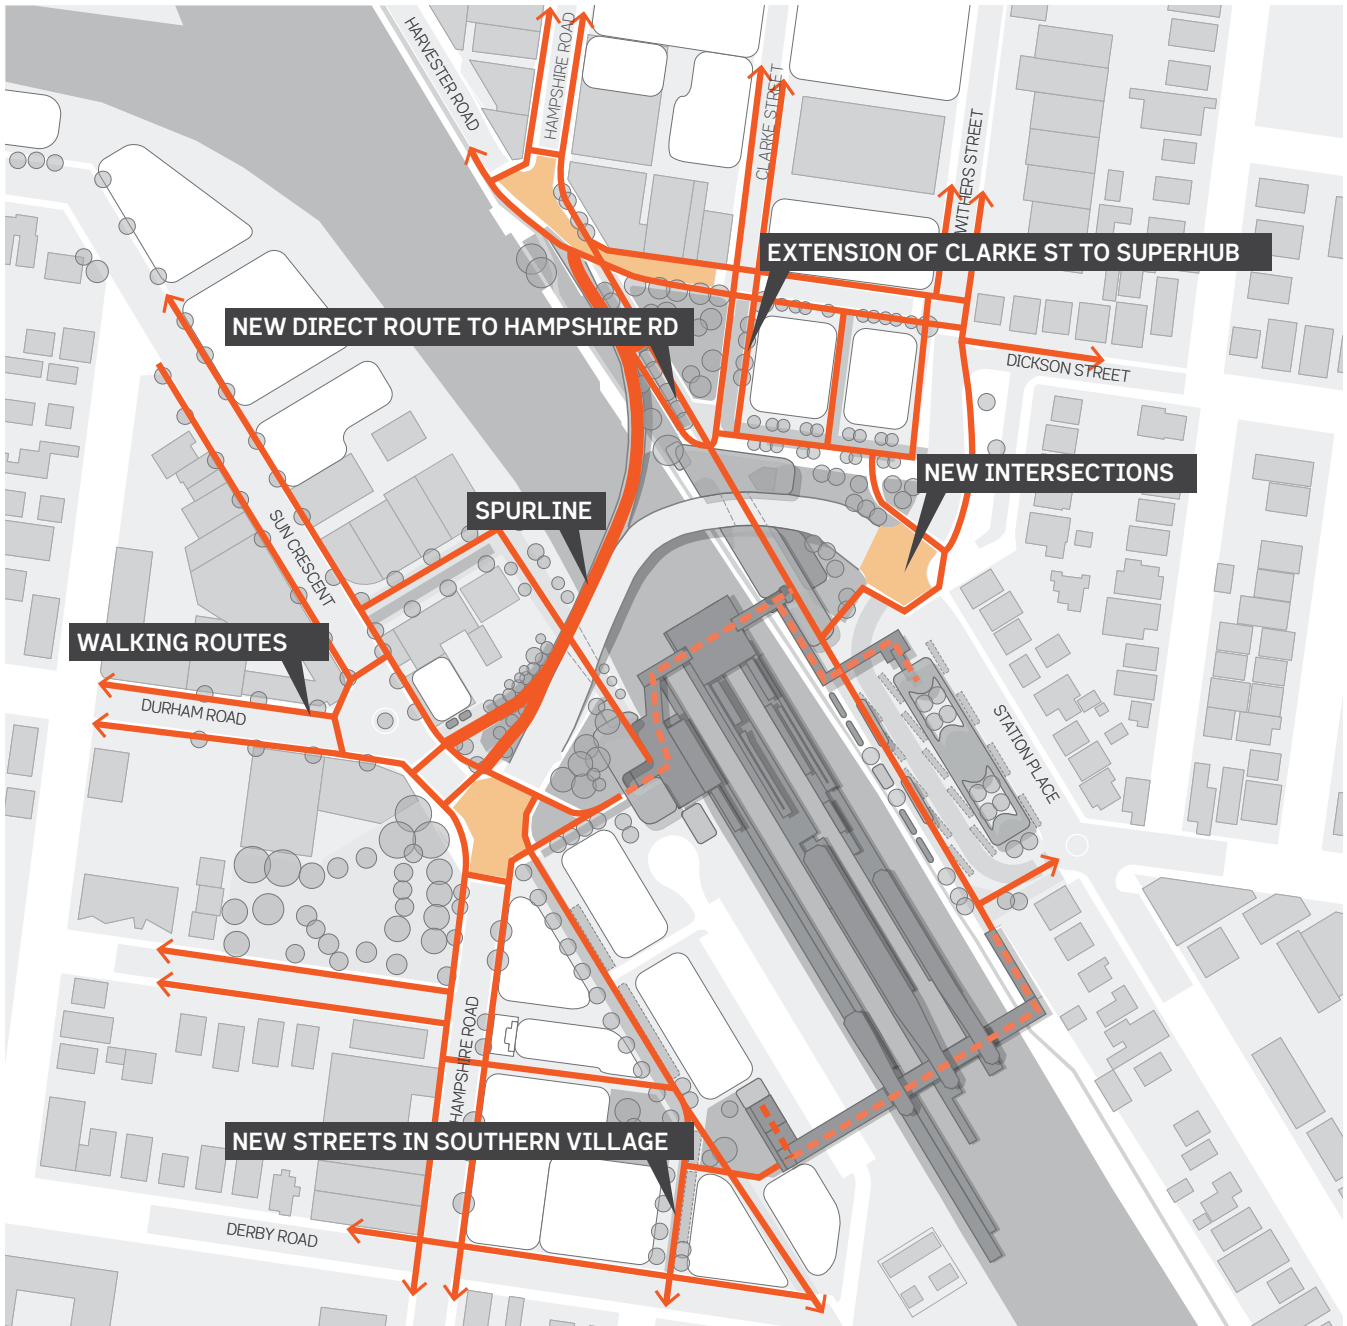 HARVESTER ROAD
HAMPSHIRE ROAD
CLARKE STREET
WITHERS STREET
EXTENSION OF CLARKE ST TO SUPERHUB
NEW DIRECT ROUTE TO HAMPSHIRE RD
DICKSON STREET
NEW INTERSECTIONS
SPURLINE
SUN CRESCENT
WALKING ROUTES
DURHAM ROAD
STATION PLACE
HAMPSHIRE ROAD
NEW STREETS IN SOUTHERN VILLAGE
DERBY ROAD